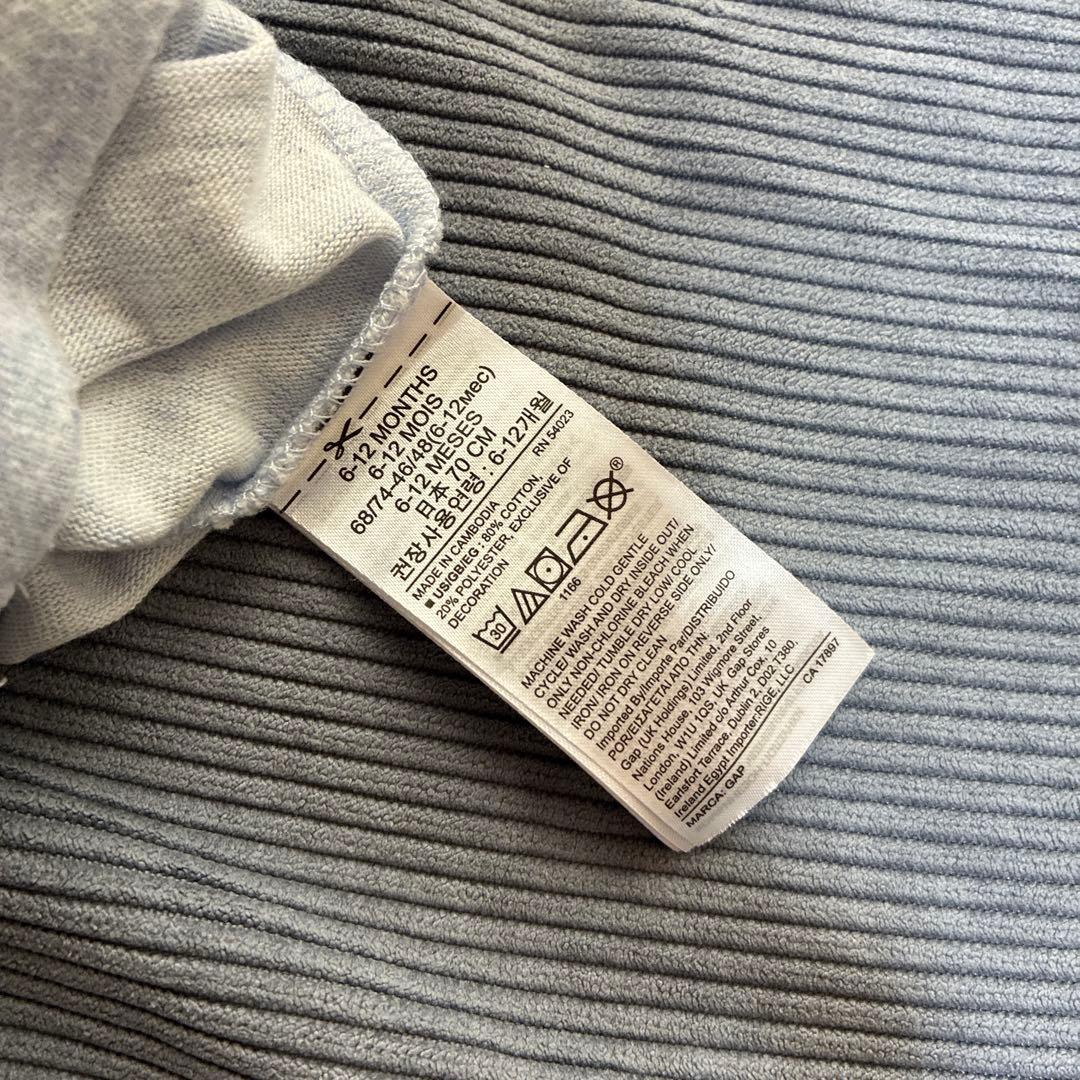 6-12 MONTHS
6-12 MOIS
68/74-46/48(6-12мес)
6-12 MESES
日本 70 CM
권장 사용연령 : 6-12개월
RN 54023
MADE IN CAMBODIA
■ US/GB/EG : 80% COTTON,
20% POLYESTER, EXCLUSIVE OF
DECORATION
30
®
1166
MACHINE WASH COLD GENTLE
CYCLE/ WASH AND DRY INSIDE OUT/
ONLY NON-CHLORINE BLEACH WHEN
NEEDED/ TUMBLE DRY LOW/ COOL
IRON/ IRON ON REVERSE SIDE ONLY/
DO NOT DRY CLEAN
Imported By/Importe Par/DISTRIBUIDO
POR/ΕΙΣΑΓΕΤΑΙ ΑΠΟ ΤΗΝ:
Gap (UK Holdings) Limited, 2nd Floor
Nations House, 103 Wigmore Street,
London, W1U 1QS, UK Gap Stores
(Ireland) Limited c/o Arthur Cox, 10
Earlsfort Terrace, Dublin 2, D02 T380,
Ireland Egypt Importer:RIGE, LLC
MARCA: GAP
CA 17897